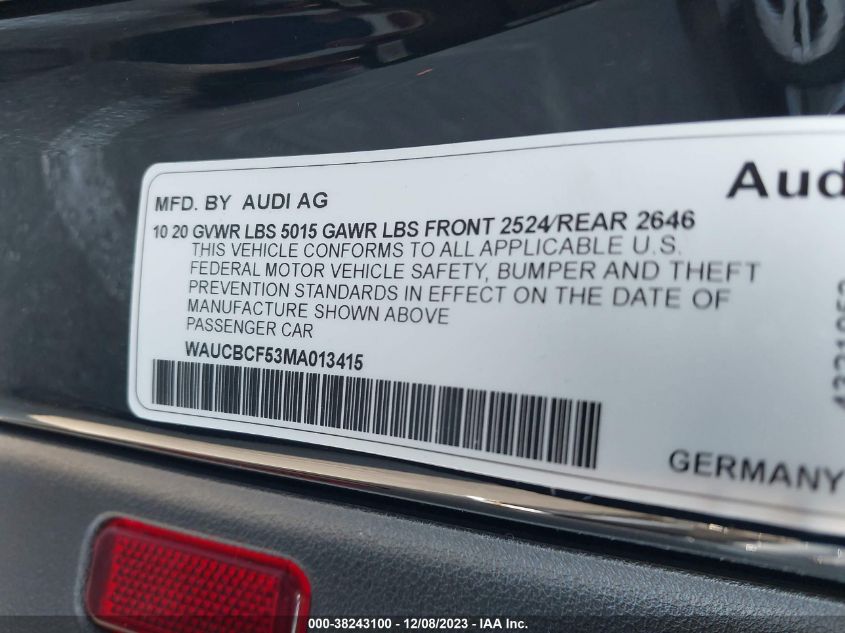 Aud
MFD. BY AUDI AG
10 20 GVWR LBS 5015 GAWR LBS FRONT 2524/REAR 2646
THIS VEHICLE CONFORMS TO ALL APPLICABLE U.S.
FEDERAL MOTOR VEHICLE SAFETY, BUMPER AND THEFT
PREVENTION STANDARDS IN EFFECT ON THE DATE OF
MANUFACTURE SHOWN ABOVE
PASSENGER CAR
WAUCBCF53MA013415
GERMANY
000-38243100 - 12/08/2023 - IAA Inc.